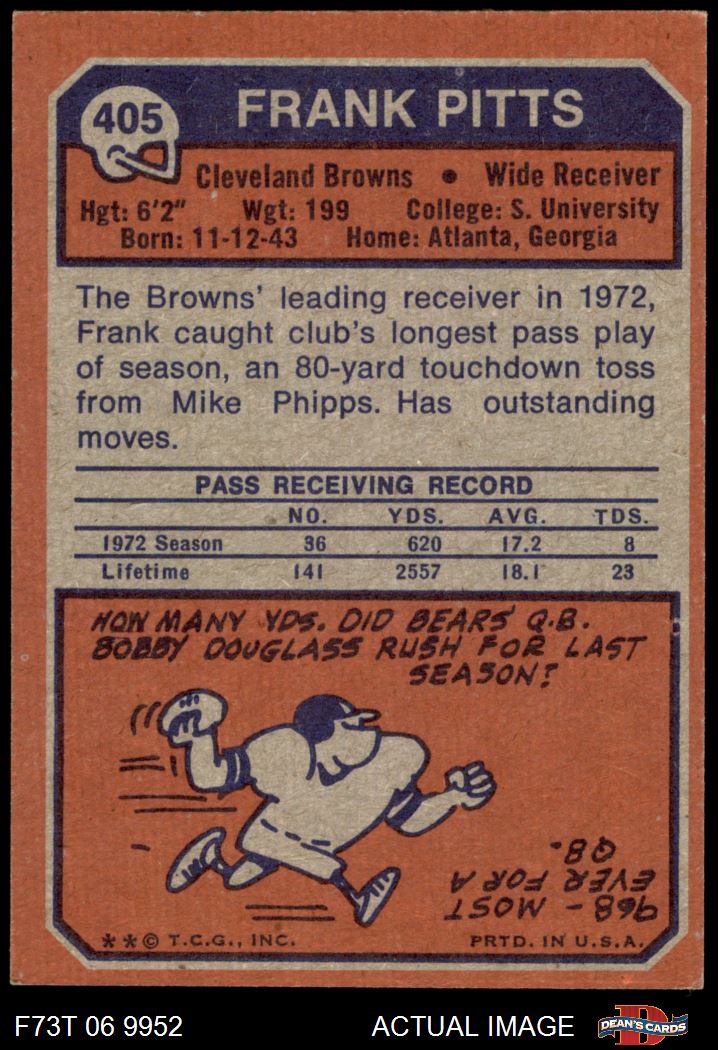 405
FRANK PITTS
Cleveland Browns • Wide Receiver
Hgt: 6'2" Wgt: 199 College: S. University
Born: 11-12-43 Home: Atlanta, Georgia
The Browns' leading receiver in 1972,
Frank caught club's longest pass play
of season, an 80-yard touchdown toss
from Mike Phipps. Has outstanding
moves.
PASS RECEIVING RECORD
NO. YDS. AVG. TDS.
1972 Season 36 620 17.2 8
Lifetime 141 2557 18.1 23
HOW MANY YDS. DID BEARS' Q.B.
BOBBY DOUGLASS RUSH FOR LAST
SEASON?
968 - MOST
EVER FOR A
QB.
**© T.C.G., INC. PRTD. IN U.S.A.
F73T 06 9952 ACTUAL IMAGE
D
DEAN'S CARDS